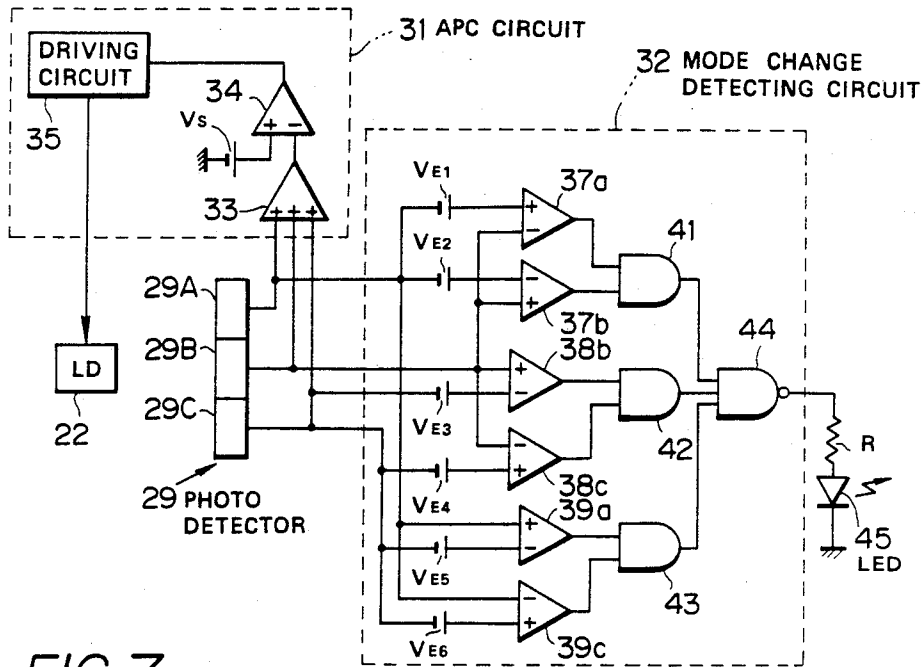 31 APC CIRCUIT
DRIVING
CIRCUIT
35
34
VS
33
32 MODE CHANGE
DETECTING CIRCUIT
VE1
37a
VE2
41
37b
29A
29B
29C
LD
22
38b
44
VE3
42
R
38c
VE4
29 PHOTO
DETECTOR
39a
45
LED
VE5
43
VE6
39c